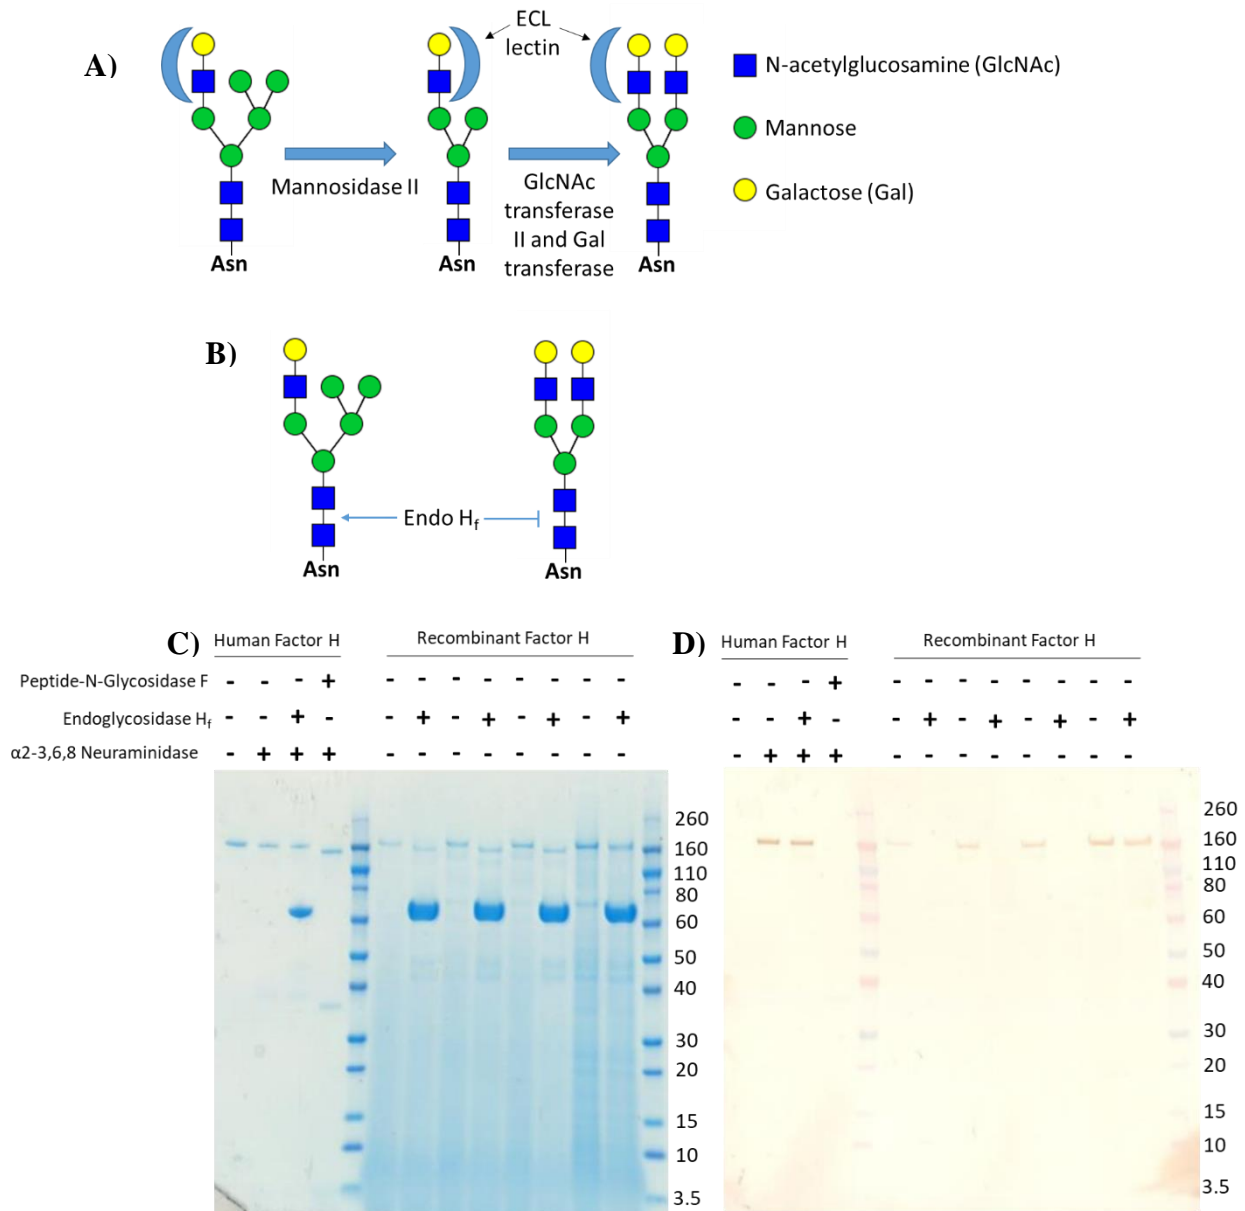 A)
ECL
lectin
N-acetylglucosamine (GlcNAc)
Mannose
Galactose (Gal)
Mannosidase II
GlcNAc
transferase
II and Gal
transferase
Asn
Asn
Asn
B)
Endo Hf
Asn
Asn
C) Human Factor H Recombinant Factor H
Peptide-N-Glycosidase F - - - + - - - - - - - -
Endoglycosidase Hf - - + - - + - + - + - +
α2-3,6,8 Neuraminidase - + + + - - - - - - - -
260
160
110
80
60
50
40
30
20
15
10
3.5
D) Human Factor H Recombinant Factor H
- - - + - - - - - - - -
- - + - - + - + - + - +
- + + + - - - - - - - -
260
160
110
80
60
50
40
30
20
15
10
3.5